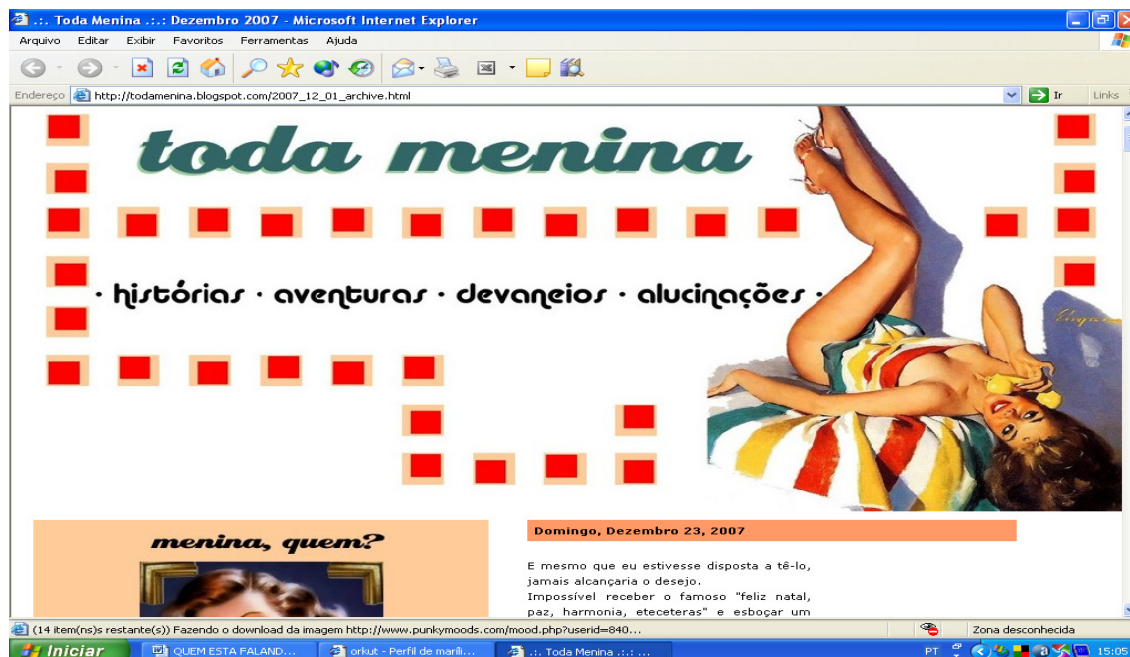 .:. Toda Menina .:.: Dezembro 2007 - Microsoft Internet Explorer
Arquivo Editar Exibir Favoritos Ferramentas Ajuda
Endereço http://todamenina.blogspot.com/2007_12_01_archive.html Ir Links
toda menina
· histórias · aventuras · devaneios · alucinações ·
menina, quem?
Domingo, Dezembro 23, 2007
E mesmo que eu estivesse disposta a tê-lo,
jamais alcançaria o desejo.
Impossível receber o famoso "feliz natal,
paz, harmonia, eteceteras" e esboçar um
(14 item(ns)s restante(s)) Fazendo o download da imagem http://www.punkymoods.com/mood.php?userid=840... Zona desconhecida
Iniciar QUEM ESTA FALAND... orkut - Perfil de maríli... .:. Toda Menina .:.: ... PT 15:05